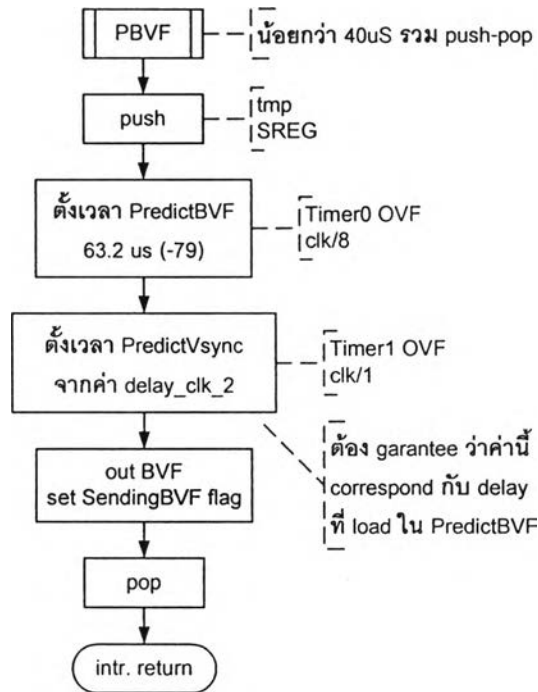 PBVF
น้อยกว่า 40uS รวม push-pop
push
tmp
SREG
ตั้งเวลา PredictBVF
63.2 us (-79)
Timer0 OVF
clk/8
ตั้งเวลา PredictVsync
จากค่า delay_clk_2
Timer1 OVF
clk/1
ต้อง garantee ว่าค่านี้
correspond กับ delay
ที่ load ใน PredictBVF
out BVF
set SendingBVF flag
pop
intr. return